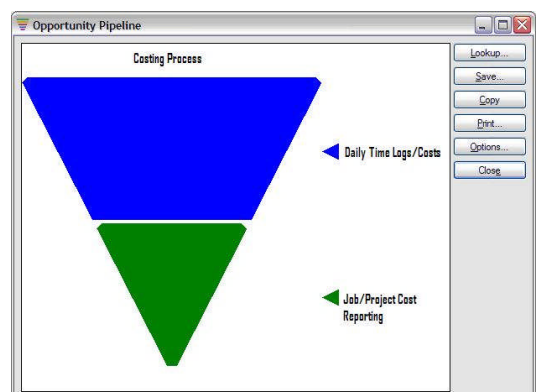 Opportunity Pipeline
Costing Process
Lookup...
Save...
Copy
Print...
Options...
Close
Daily Time Logs/Costs
Job/Project Cost
Reporting